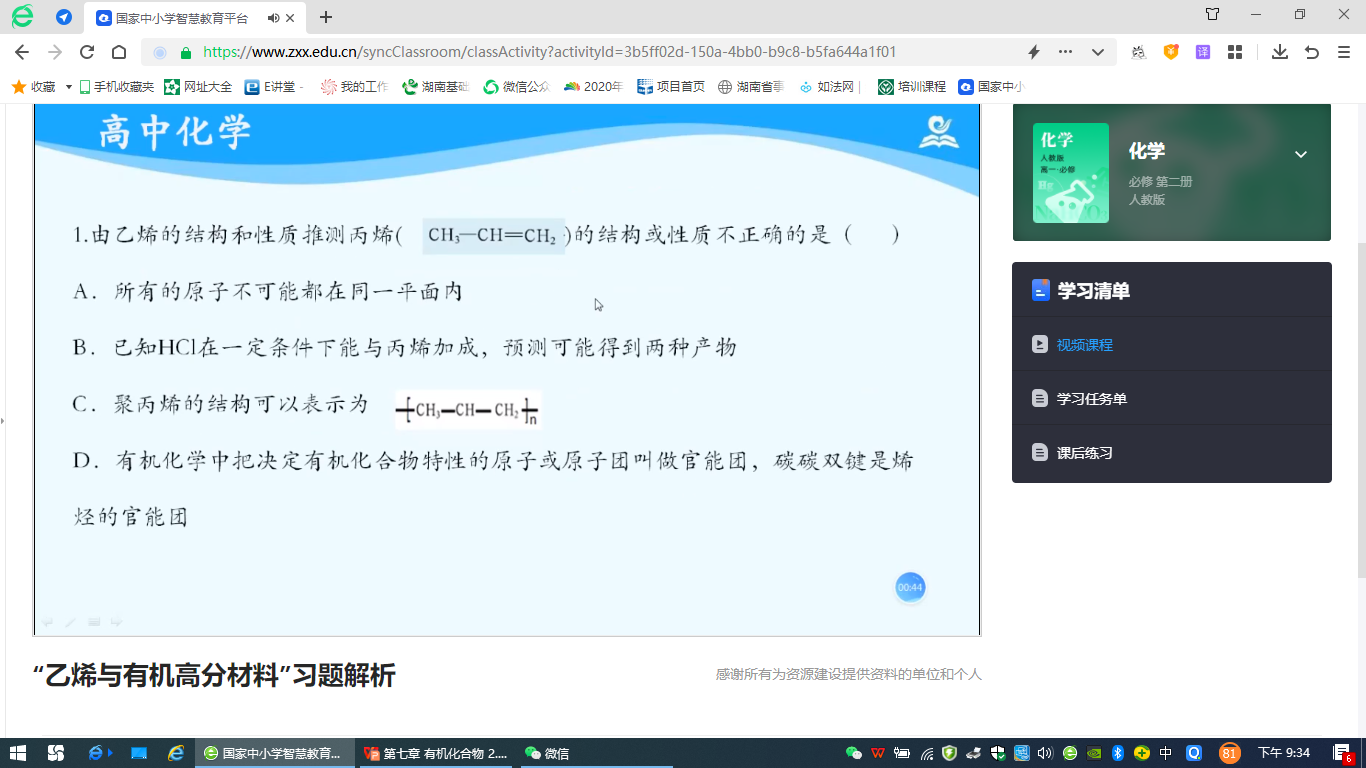 国家中小学智慧教育平台
https://www.zxx.edu.cn/syncClassroom/classActivity?activityId=3b5ff02d-150a-4bb0-b9c8-b5fa644a1f01
译
收藏 手机收藏夹 网址大全 E讲堂 - 我的工作 湖南基础 微信公众 2020年 项目首页 湖南省事 如法网 | 培训课程 国家中小
高中化学
1.由乙烯的结构和性质推测丙烯( CH₃—CH=CH₂ )的结构或性质不正确的是（ ）
A．所有的原子不可能都在同一平面内
B．已知HCl在一定条件下能与丙烯加成，预测可能得到两种产物
C．聚丙烯的结构可以表示为 -[CH₃—CH—CH₂]-n
D．有机化学中把决定有机化合物特性的原子或原子团叫做官能团，碳碳双键是烯
烃的官能团
00:44
“乙烯与有机高分材料”习题解析
感谢所有为资源建设提供资料的单位和个人
化学
人教版
高一·必修
Hg
化学
必修 第二册
人教版
学习清单
视频课程
学习任务单
课后练习
国家中小学智慧教育... 第七章 有机化合物 2.... 微信
中
81
下午 9:34
6